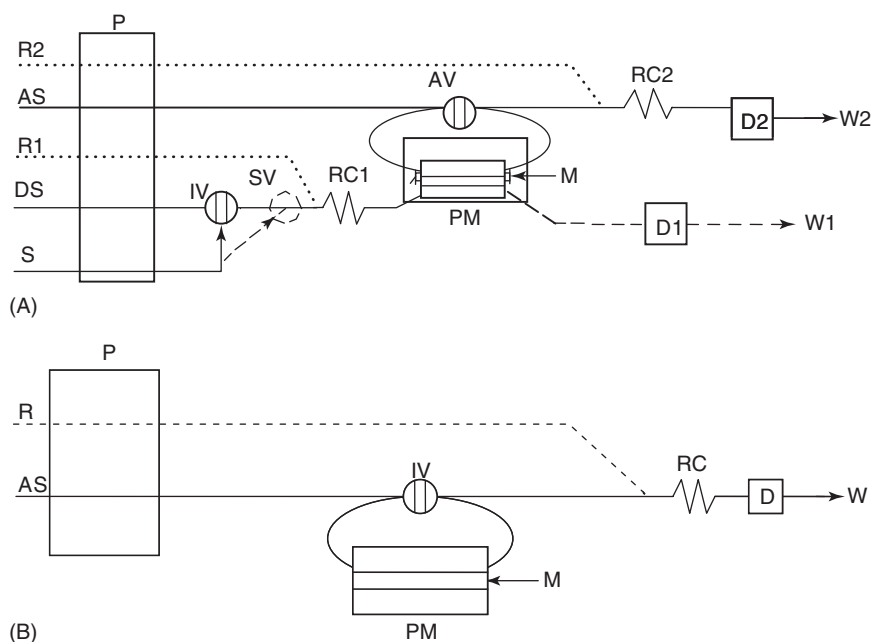 P
R2
AV
RC2
AS
D2
W2
R1
SV
RC1
M
DS
IV
PM
D1
W1
S
(A)
P
R
IV
RC
AS
D
W
M
PM
(B)